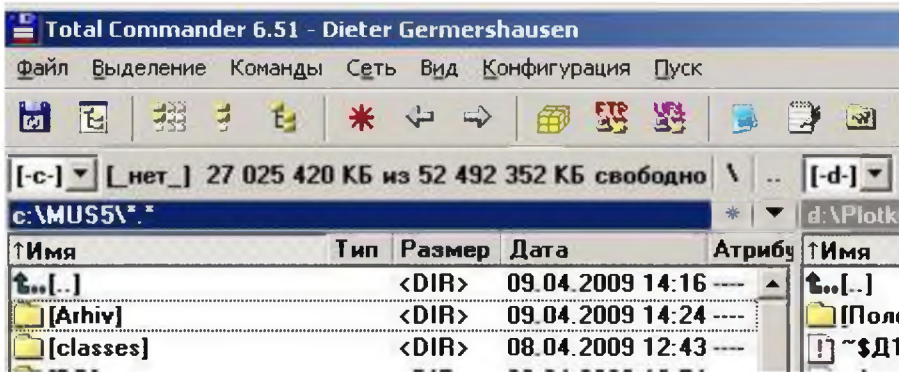 Total Commander 6.51 - Dieter Germershausen
Файл Выделение Команды Сеть Вид Конфигурация Пуск
[-c-] [_нет_] 27 025 420 КБ из 52 492 352 КБ свободно \ .. [-d-]
c:\MUS5\*.* * d:\Plotk
↑Имя Тип Размер Дата Атрибу ↑Имя
[..] <DIR> 09.04.2009 14:16 ---- [..]
[Arhiv] <DIR> 09.04.2009 14:24 ---- [Поло
[classes] <DIR> 08.04.2009 12:43 ---- ~$Д1